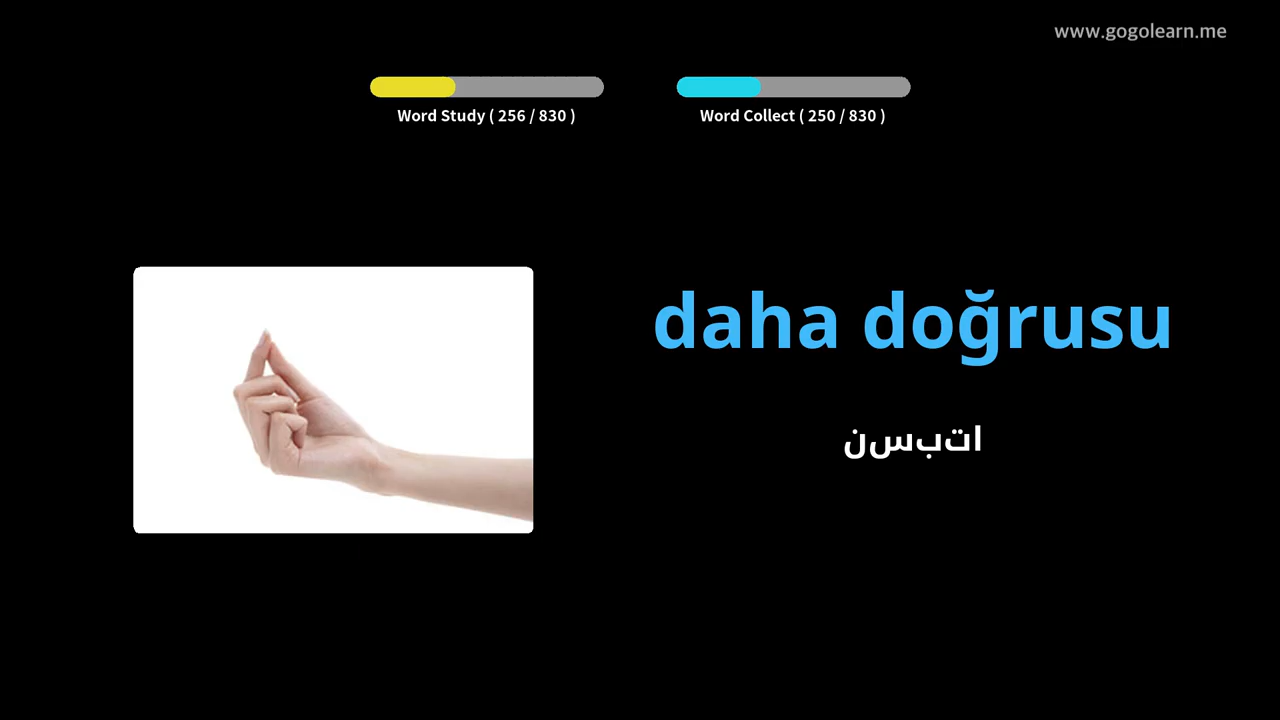 www.gogolearn.me
Word Study ( 256 / 830 )
Word Collect ( 250 / 830 )
daha doğrusu
اتبسن